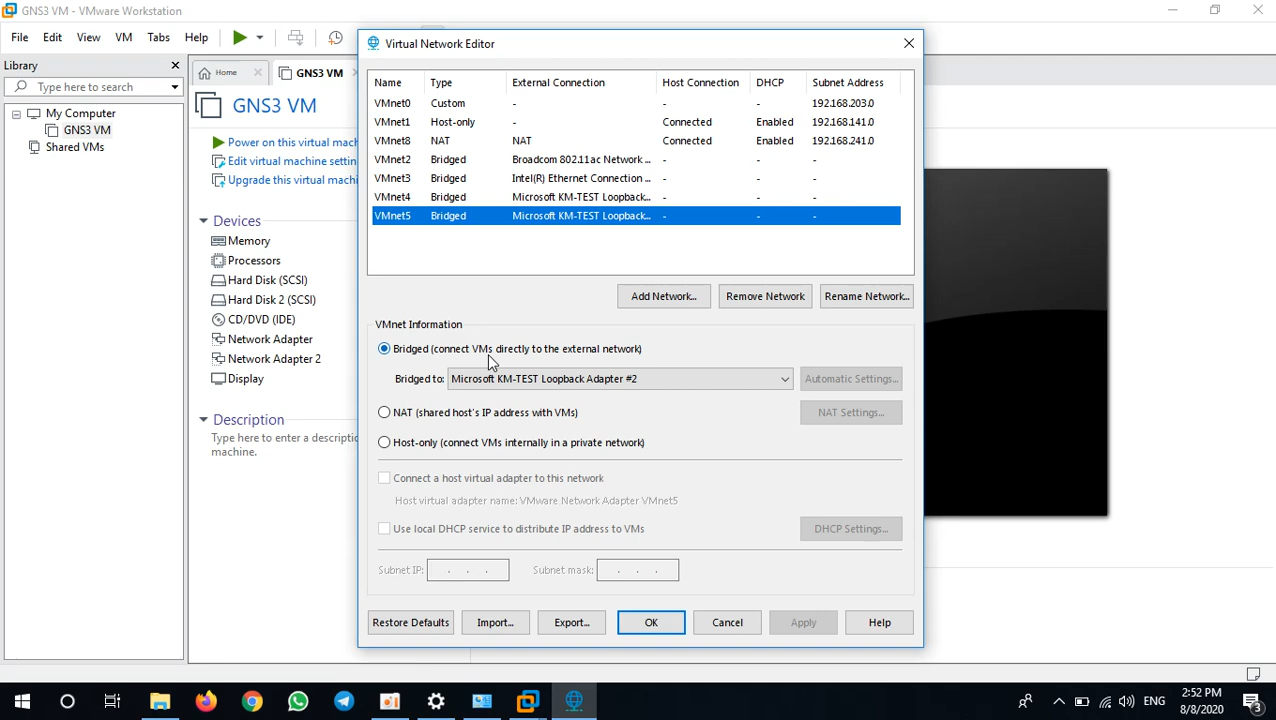 GNS3 VM - VMware Workstation
File Edit View VM Tabs Help
Library
Type here to search
My Computer
GNS3 VM
Shared VMs
Home
GNS3 VM
GNS3 VM
Power on this virtual mach
Edit virtual machine settin
Upgrade this virtual machi
Devices
Memory
Processors
Hard Disk (SCSI)
Hard Disk 2 (SCSI)
CD/DVD (IDE)
Network Adapter
Network Adapter 2
Display
Description
Type here to enter a descriptio
machine.
Virtual Network Editor
Name Type External Connection Host Connection DHCP Subnet Address
VMnet0 Custom - - - 192.168.203.0
VMnet1 Host-only - Connected Enabled 192.168.141.0
VMnet8 NAT NAT Connected Enabled 192.168.241.0
VMnet2 Bridged Broadcom 802.11ac Network ... - - -
VMnet3 Bridged Intel(R) Ethernet Connection ... - - -
VMnet4 Bridged Microsoft KM-TEST Loopback... - - -
VMnet5 Bridged Microsoft KM-TEST Loopback... - - -
Add Network... Remove Network Rename Network...
VMnet Information
Bridged (connect VMs directly to the external network)
Bridged to: Microsoft KM-TEST Loopback Adapter #2 Automatic Settings...
NAT (shared host's IP address with VMs) NAT Settings...
Host-only (connect VMs internally in a private network)
Connect a host virtual adapter to this network
Host virtual adapter name: VMware Network Adapter VMnet5
Use local DHCP service to distribute IP address to VMs DHCP Settings...
Subnet IP: . . . Subnet mask: . . .
Restore Defaults Import... Export... OK Cancel Apply Help
ENG
2:52 PM
8/8/2020
3